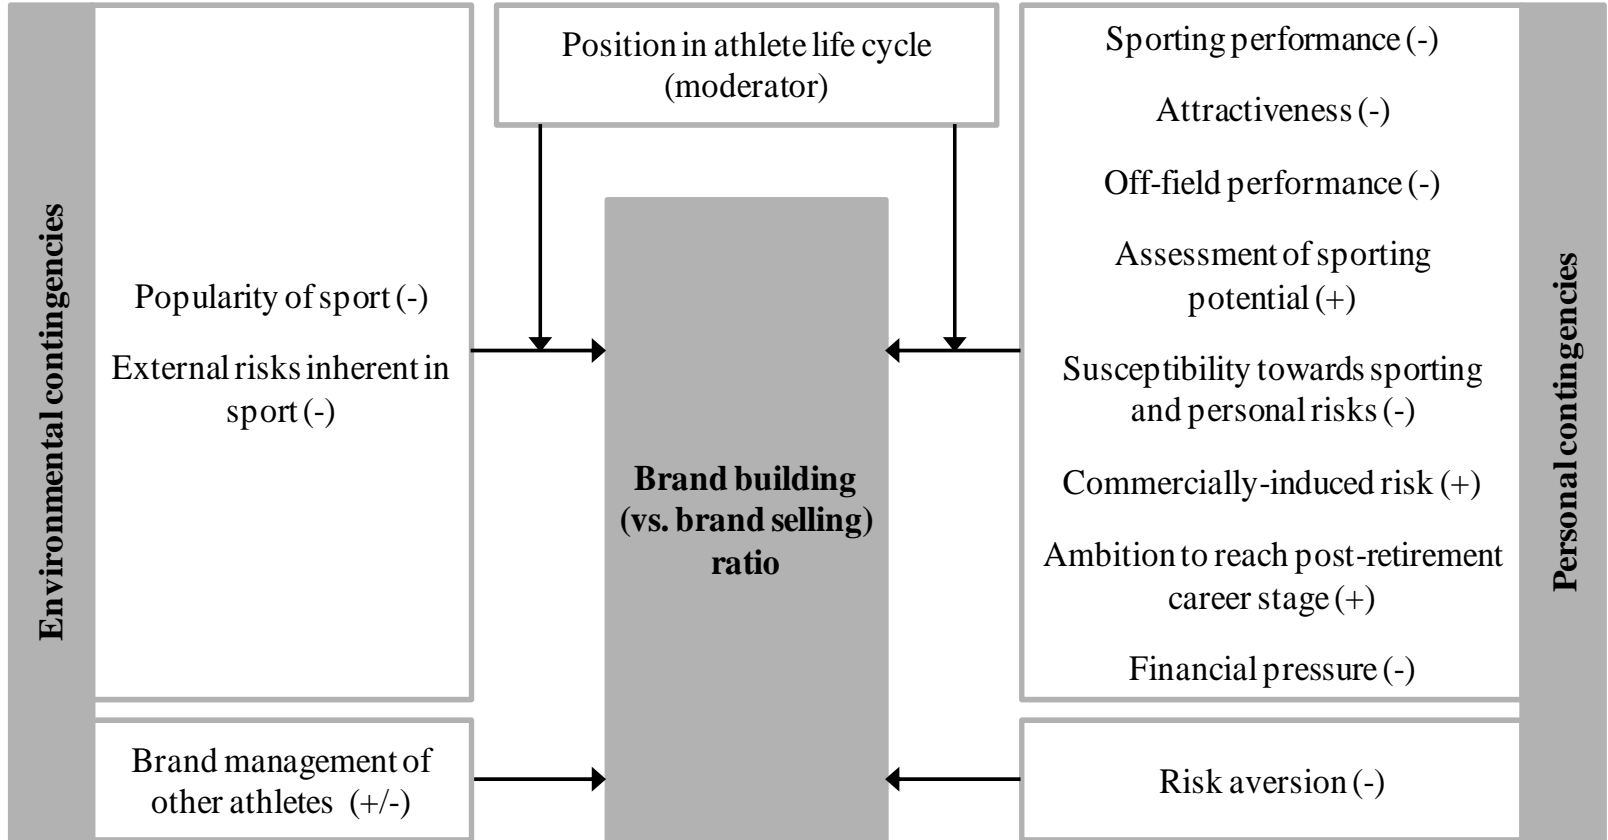 Environmental contingencies
Popularity of sport (-)
External risks inherent in
sport (-)
Brand management of
other athletes (+/-)
Position in athlete life cycle
(moderator)
Brand building
(vs. brand selling)
ratio
Sporting performance (-)
Attractiveness (-)
Off-field performance (-)
Assessment of sporting
potential (+)
Susceptibility towards sporting
and personal risks (-)
Commercially-induced risk (+)
Ambition to reach post-retirement
career stage (+)
Financial pressure (-)
Risk aversion (-)
Personal contingencies